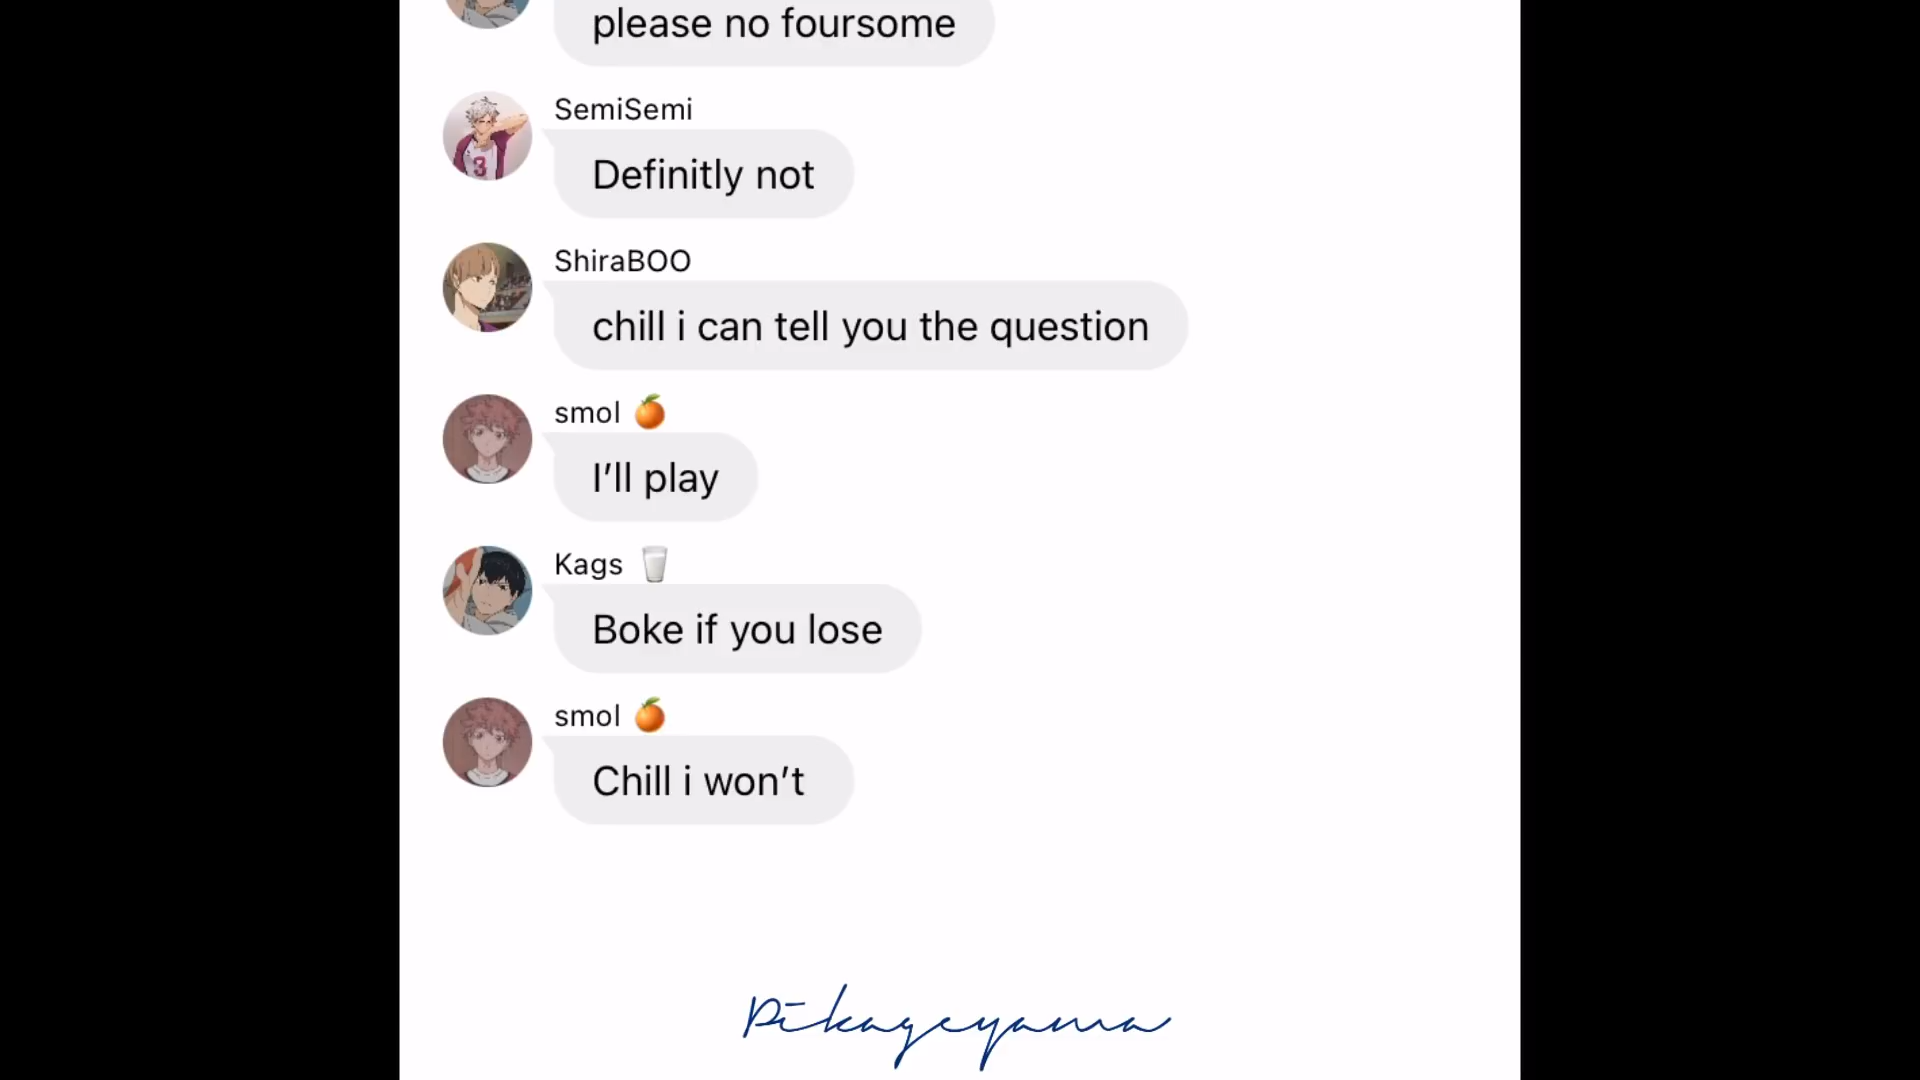 please no foursome
SemiSemi
Definitly not
ShiraBOO
chill i can tell you the question
smol 🍊
I’ll play
Kags 🥛
Boke if you lose
smol 🍊
Chill i won’t
Pikageyama